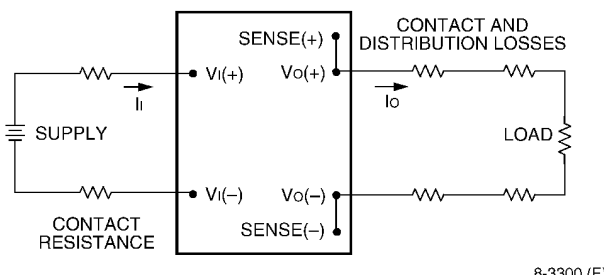 CONTACT AND
DISTRIBUTION LOSSES
SENSE(+)
VI(+)
VO(+)
II
IO
SUPPLY
LOAD
VI(–)
VO(–)
CONTACT
RESISTANCE
SENSE(–)